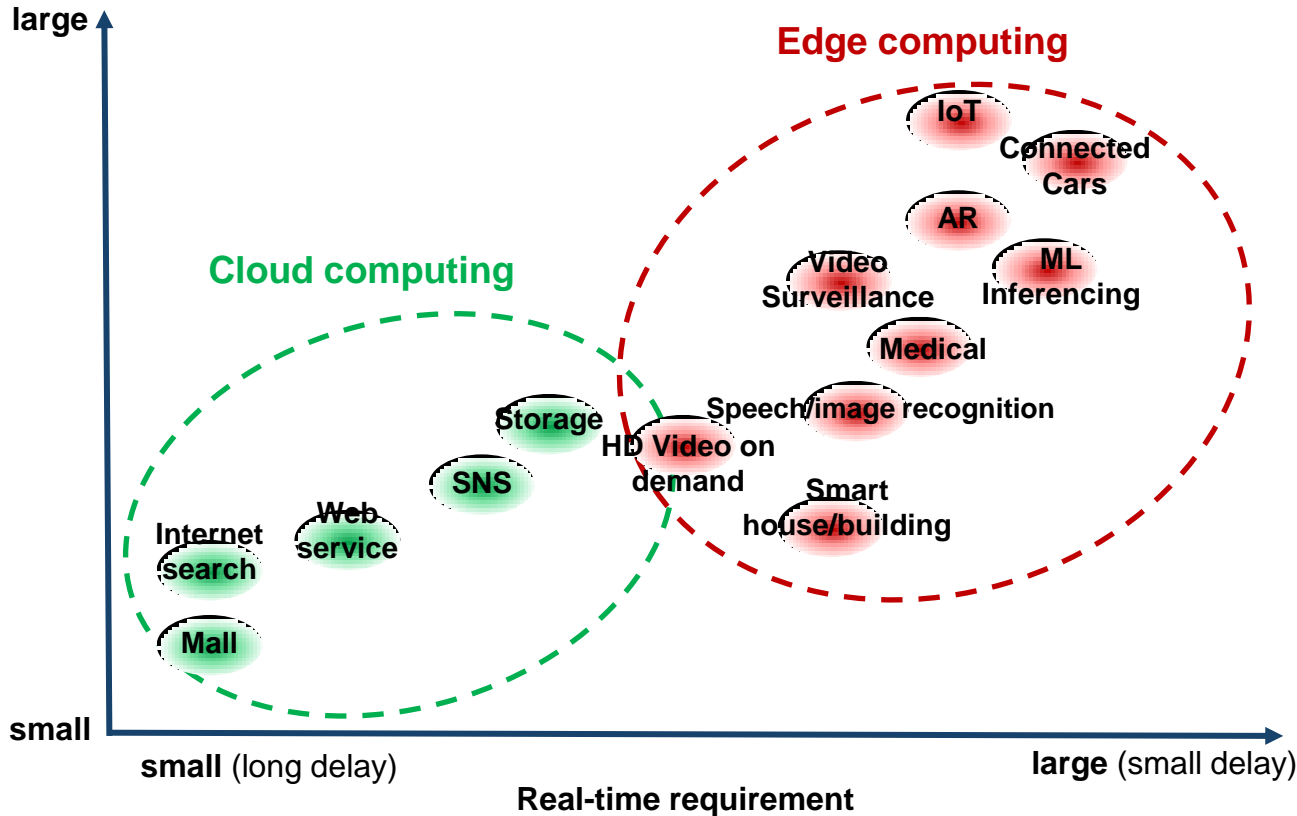 large
Edge computing
IoT
Connected
Cars
AR
Cloud computing
Video
Surveillance
ML
Inferencing
Medical
Storage
Speech/image recognition
HD Video on
demand
SNS
Smart
house/building
Web
service
Internet
search
Mall
small
small (long delay)
large (small delay)
Real-time requirement